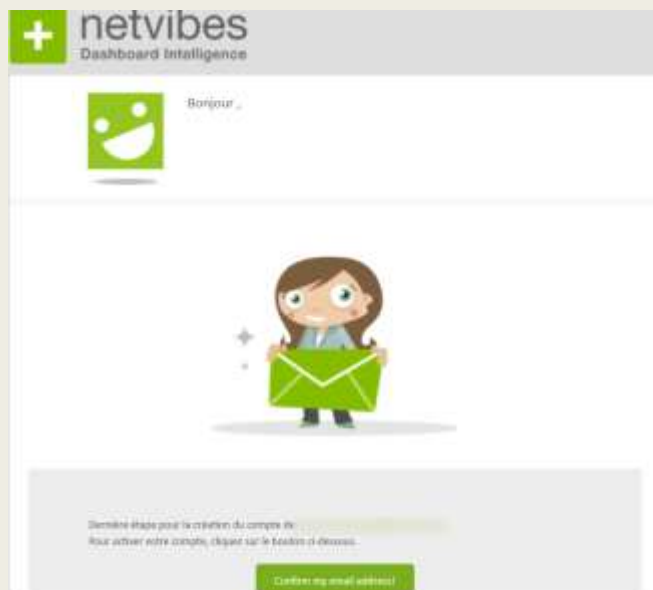 netvibes
Dashboard Intelligence
Bonjour ,
Dernière étape pour la création du compte de
Pour activer votre compte, cliquez sur le bouton ci-dessous.
Confirm my email address!